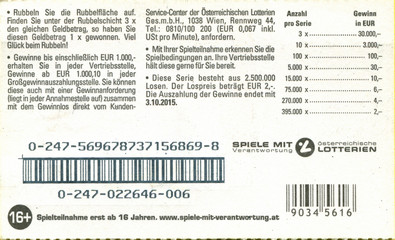 • Rubbeln Sie die Rubbelfläche auf.
Finden Sie unter der Rubbelschicht 3 x
den gleichen Geldbetrag, so haben Sie
diesen Geldbetrag 1 x gewonnen. Viel
Glück beim Rubbeln!
• Gewinne bis einschließlich EUR 1.000,-
erhalten Sie in jeder Vertriebsstelle,
Gewinne ab EUR 1.000,10 in jeder
Großgewinnauszahlungsstelle. Sie können
diese auch mit einer Gewinnanforderung
(liegt in jeder Annahmestelle auf) zusammen
mit dem Gewinnlos direkt vom Kunden-
Service-Center der Österreichischen Lotterien
Ges.m.b.H., 1038 Wien, Rennweg 44,
Tel.: 0810/100 200 (EUR 0,067 inkl.
USt pro Minute), anfordern.
• Mit Ihrer Spielteilnahme erkennen Sie die
Spielbedingungen an. Ihre Vertriebsstelle
hält diese gerne für Sie bereit.
• Diese Serie besteht aus 2.500.000
Losen. Der Lospreis beträgt EUR 2,-.
Die Auszahlung der Gewinne endet mit
3.10.2015.
Anzahl Gewinn
pro Serie in EUR
3 x 30.000,-
10 x 1.000,-
100 x 100,-
5.000 x 30,-
15.000 x 10,-
75.000 x 6,-
270.000 x 4,-
395.000 x 2,-
0-247-569678737156869-8
SPIELE MIT
Verantwortung
österreichische
LOTTERIEN
0-247-022646-006
9034 5616
16+ Spielteilnahme erst ab 16 Jahren. www.spiele-mit-verantwortung.at